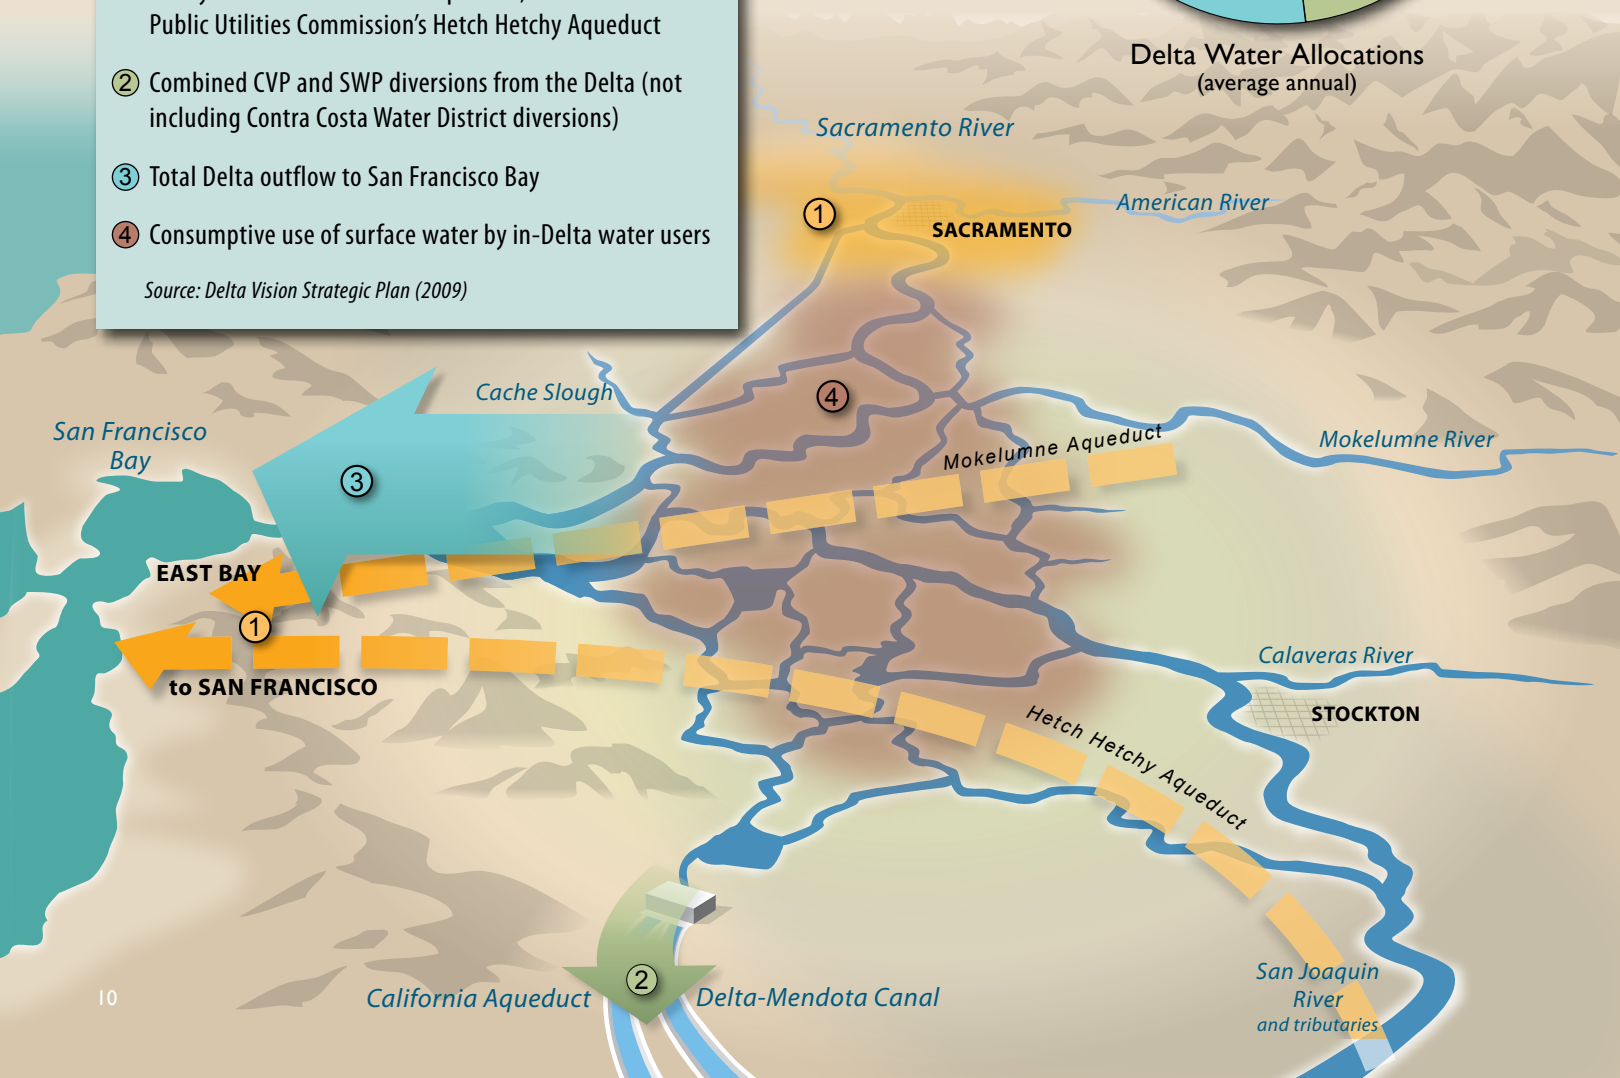 Public Utilities Commission’s Hetch Hetchy Aqueduct
2 Combined CVP and SWP diversions from the Delta (not
including Contra Costa Water District diversions)
3 Total Delta outflow to San Francisco Bay
4 Consumptive use of surface water by in-Delta water users
Source: Delta Vision Strategic Plan (2009)
Delta Water Allocations
(average annual)
Sacramento River
American River
1
SACRAMENTO
Cache Slough
4
San Francisco
Bay
Mokelumne Aqueduct
Mokelumne River
3
EAST BAY
1
to SAN FRANCISCO
Calaveras River
STOCKTON
Hetch Hetchy Aqueduct
2
California Aqueduct
Delta-Mendota Canal
San Joaquin
River
and tributaries
10